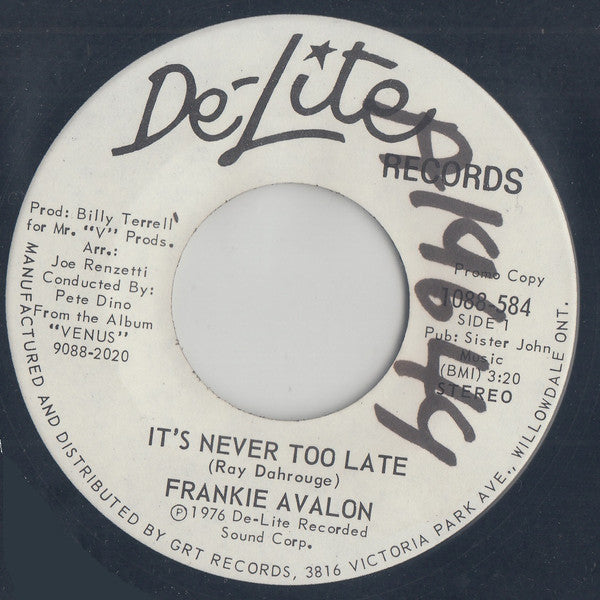 De-Lite
RECORDS
Prod: Billy Terrell
for Mr. "V" Prods.
Arr.:
Joe Renzetti
Conducted By:
Pete Dino
From the Album
"VENUS"
9088-2020
Promo Copy
1088-584
SIDE 1
Pub: Sister John
Music
(BMI) 3:20
STEREO
IT'S NEVER TOO LATE
(Ray Dahrouge)
FRANKIE AVALON
Ⓟ 1976 De-Lite Recorded
Sound Corp.
MANUFACTURED AND DISTRIBUTED BY GRT RECORDS, 3816 VICTORIA PARK AVE., WILLOWDALE ONT.